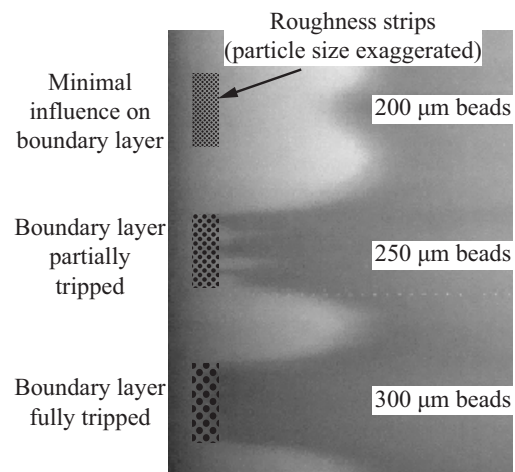 Roughness strips
(particle size exaggerated)
Minimal
influence on
boundary layer
200 μm beads
Boundary layer
partially
tripped
250 μm beads
Boundary layer
fully tripped
300 μm beads